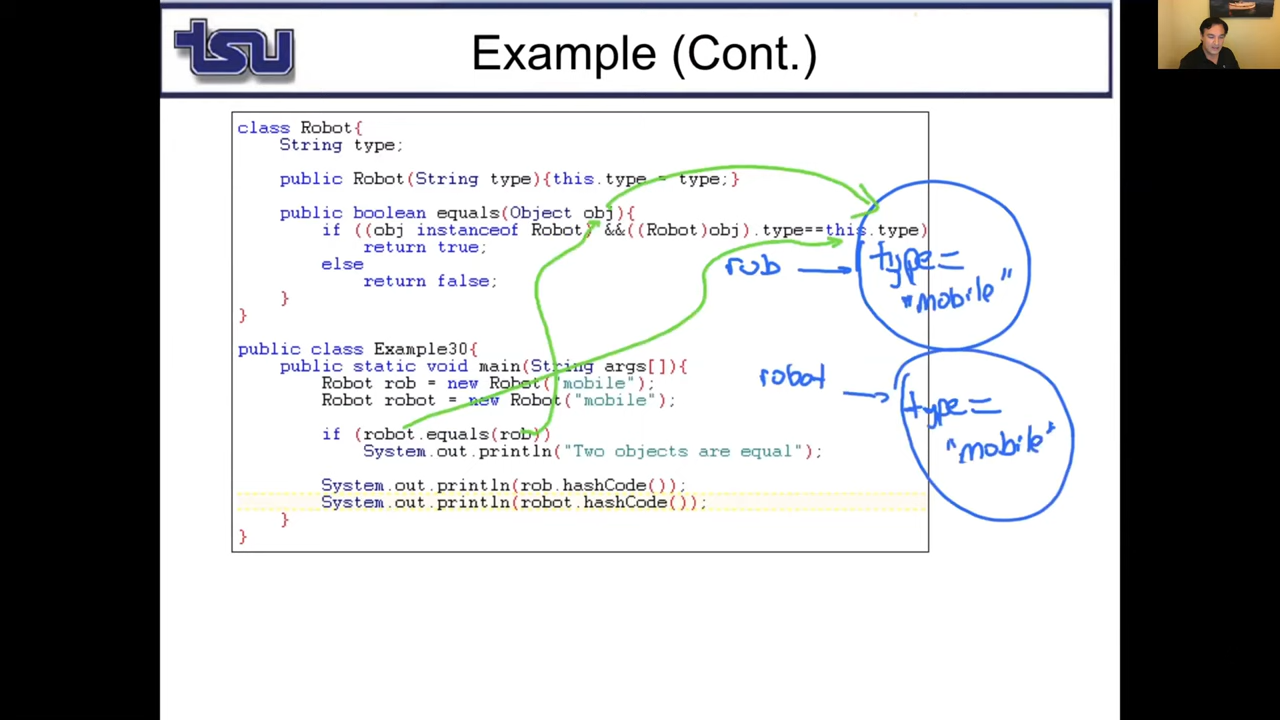 tsu
Example (Cont.)
class Robot{
String type;
public Robot(String type){this.type = type;}
public boolean equals(Object obj){
if ((obj instanceof Robot) &&((Robot)obj).type==this.type)
return true;
else
return false;
}
}
public class Example30{
public static void main(String args[]){
Robot rob = new Robot("mobile");
Robot robot = new Robot("mobile");
if (robot.equals(rob))
System.out.println("Two objects are equal");
System.out.println(rob.hashCode());
System.out.println(robot.hashCode());
}
}
rob
type=
"mobile"
robot
type=
"mobile"